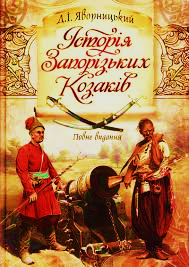 Д.І. Яворницький
Історія
Запорізьких
Козаків
Повне видання